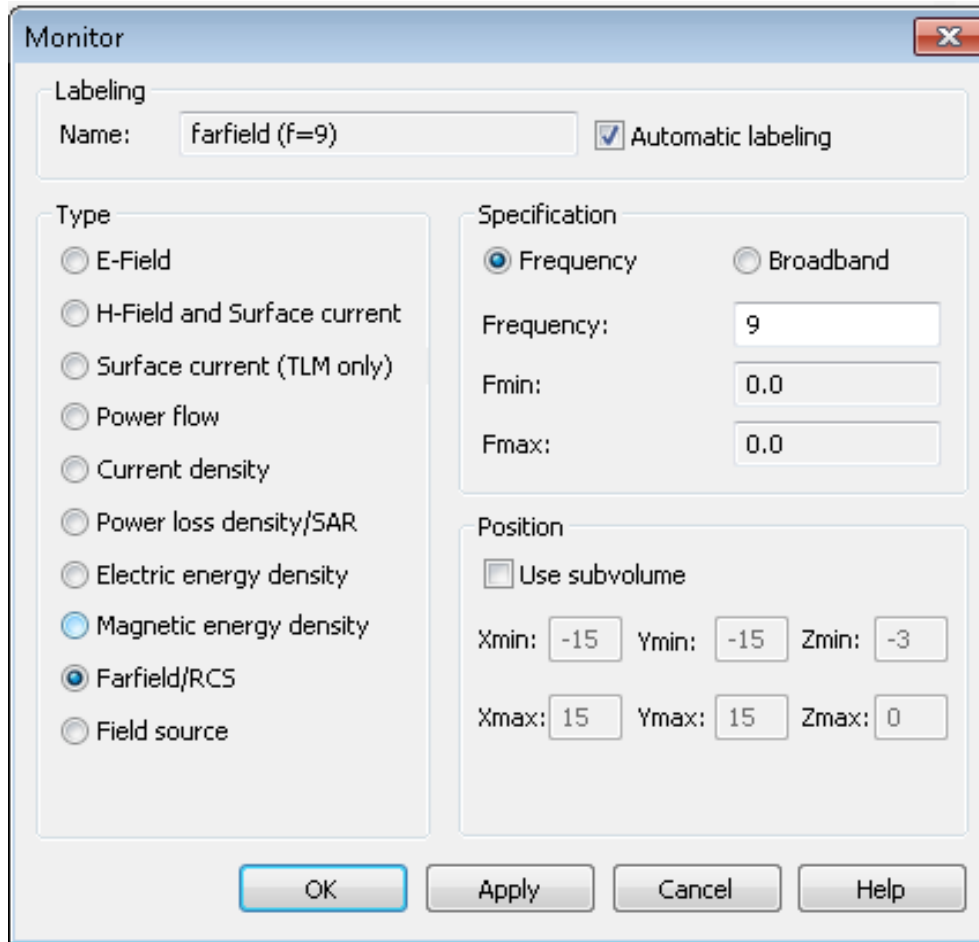 Monitor
Labeling
Name: farfield (f=9) Automatic labeling
Type
E-Field
H-Field and Surface current
Surface current (TLM only)
Power flow
Current density
Power loss density/SAR
Electric energy density
Magnetic energy density
Farfield/RCS
Field source
Specification
Frequency Broadband
Frequency: 9
Fmin: 0.0
Fmax: 0.0
Position
Use subvolume
Xmin: -15 Ymin: -15 Zmin: -3
Xmax: 15 Ymax: 15 Zmax: 0
OK Apply Cancel Help